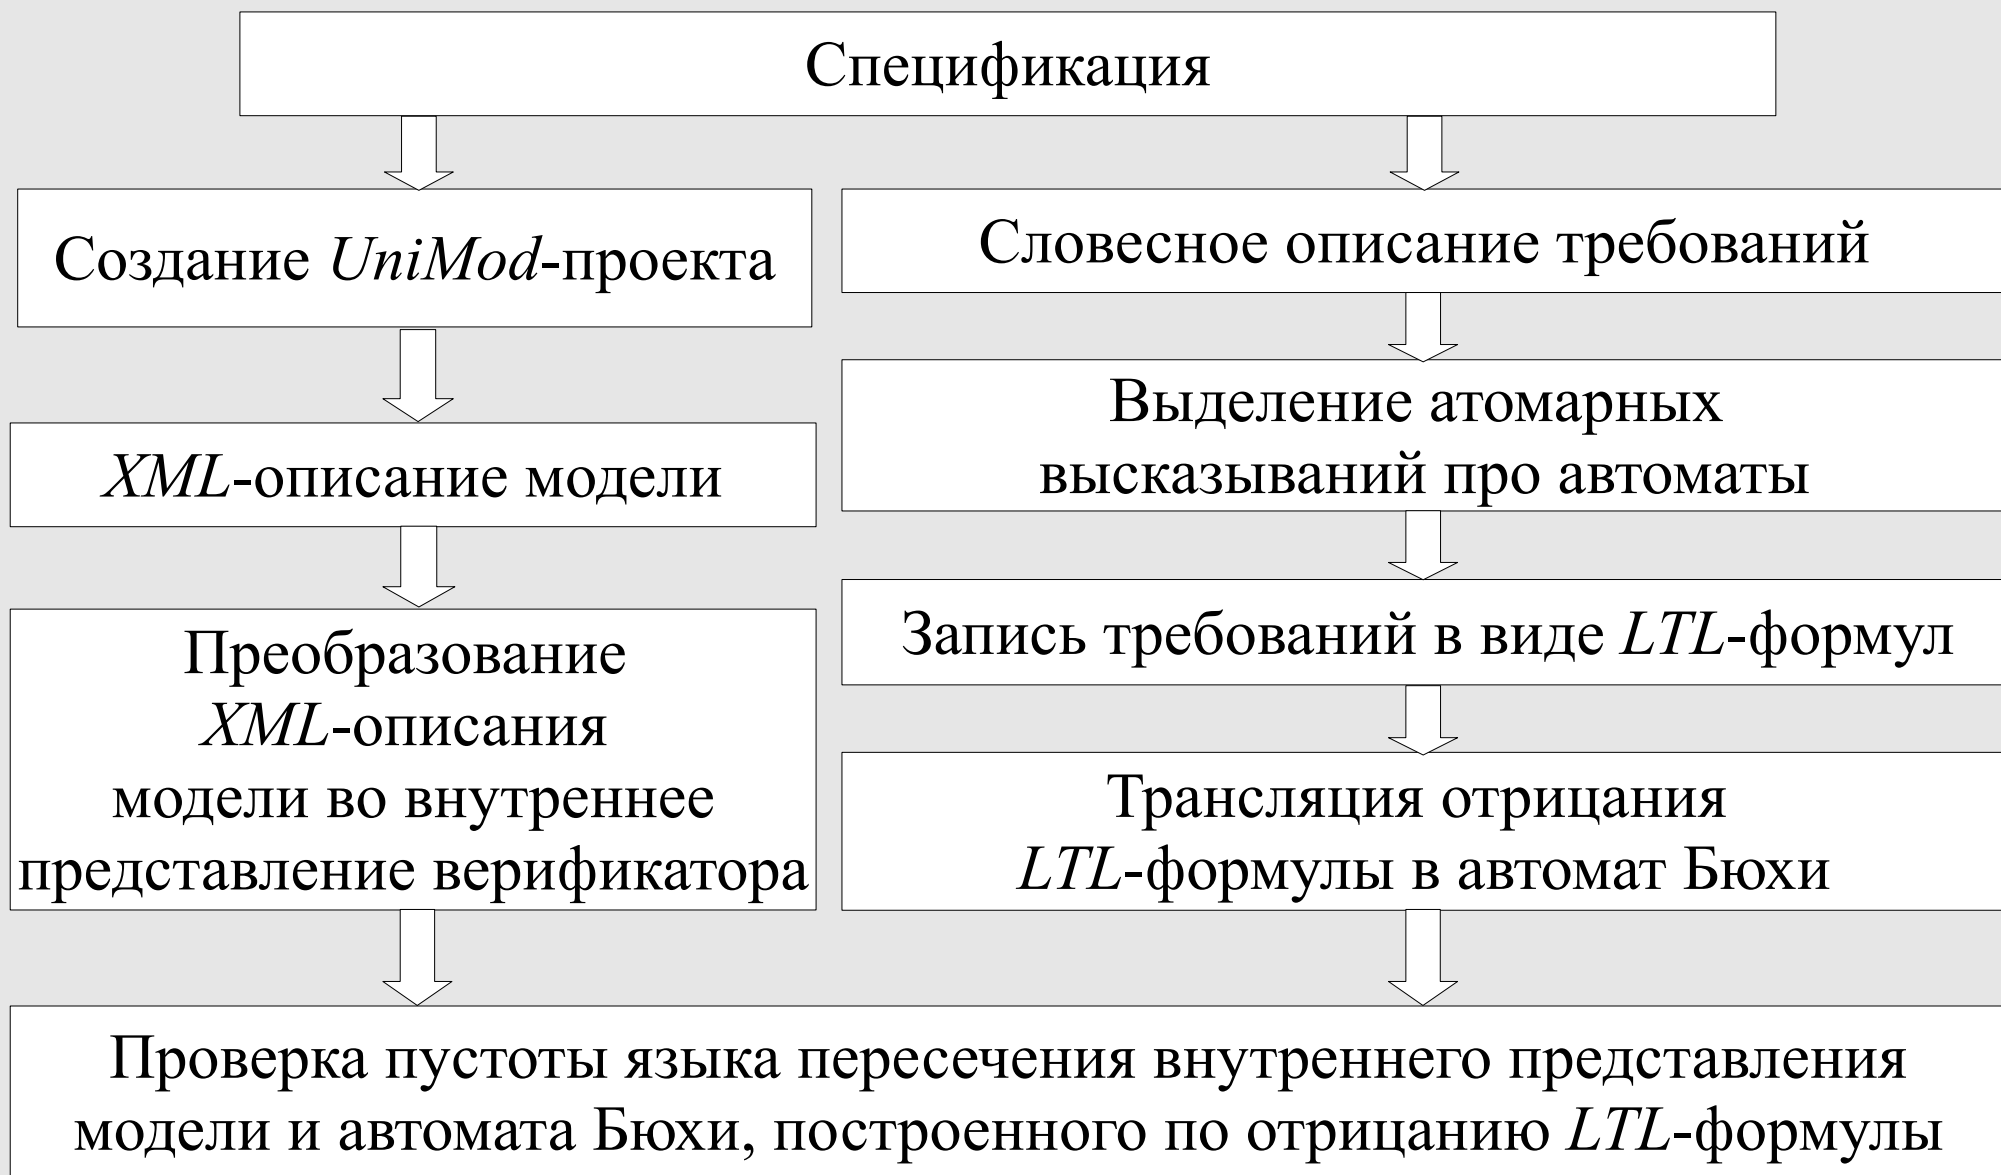 Спецификация
Создание UniMod-проекта
XML-описание модели
Преобразование
XML-описания
модели во внутреннее
представление верификатора
Словесное описание требований
Выделение атомарных
высказываний про автоматы
Запись требований в виде LTL-формул
Трансляция отрицания
LTL-формулы в автомат Бюхи
Проверка пустоты языка пересечения внутреннего представления
модели и автомата Бюхи, построенного по отрицанию LTL-формулы